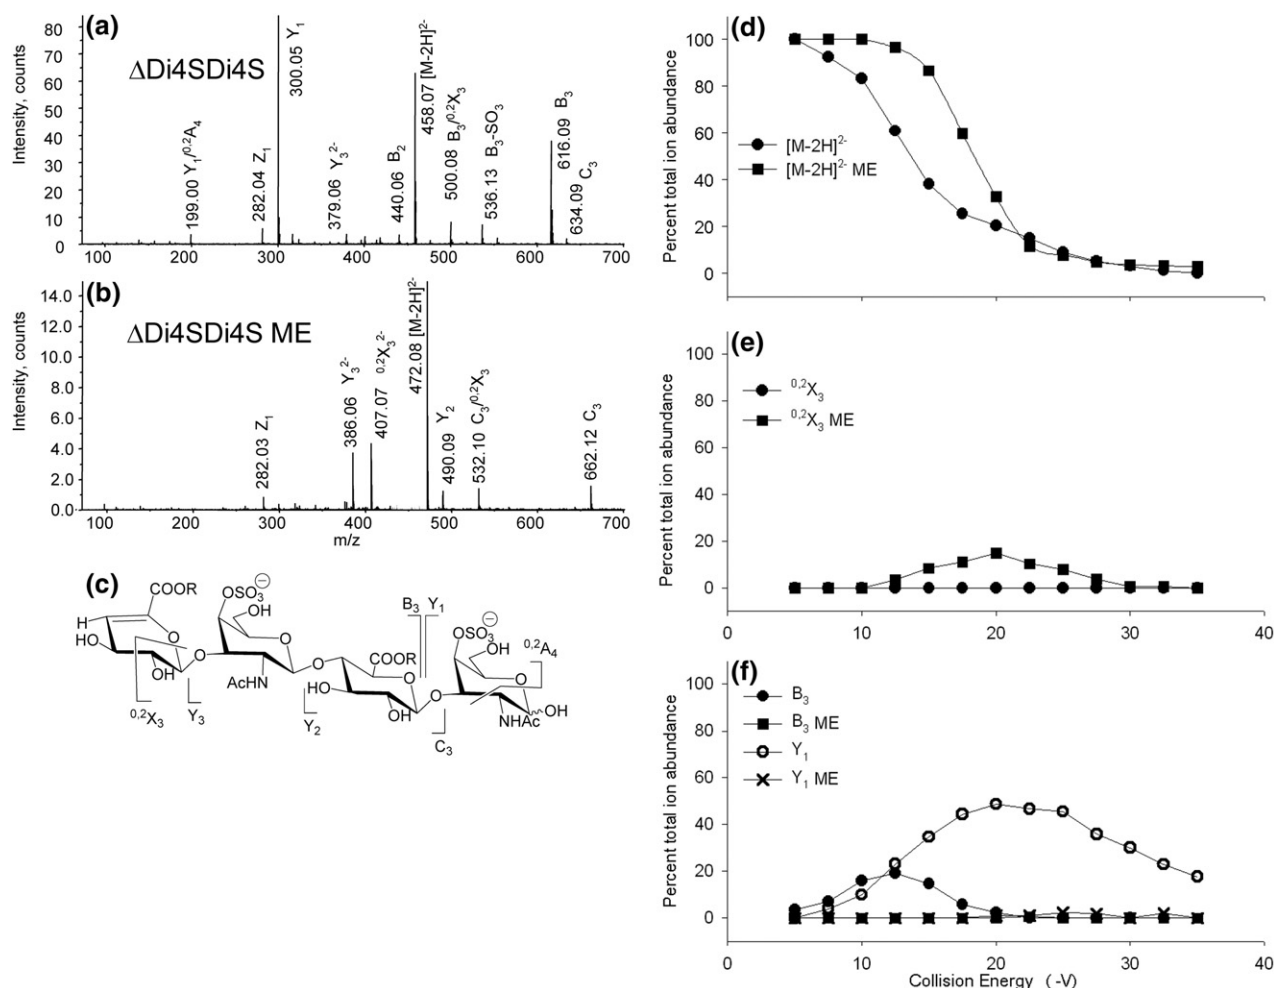 (a)
ΔDi4SDi4S
Intensity, counts
80
70
60
50
40
30
20
10
0
199.00 Y1/0,2A4
282.04 Z1
300.05 Y1
379.06 Y3 2-
440.06 B2
458.07 [M-2H]2-
500.08 B3/0,2X3
536.13 B3-SO3
616.09 B3
634.09 C3
100 200 300 400 500 600 700
(b)
ΔDi4SDi4S ME
Intensity, counts
14.0
12.0
10.0
8.0
6.0
4.0
2.0
0.0
282.03 Z1
386.06 Y3 2-
407.07 0,2X3 2-
472.08 [M-2H]2-
490.09 Y2
532.10 C3/0,2X3
662.12 C3
100 200 300 400 500 600 700
m/z
(c)
COOR
H
HO
O
OH
OSO3 −
OH
O
O
AcHN
O
COOR
O
HO
OH
B3 Y1
O
OSO3 −
OH
O
0,2A4
NHAc
OH
0,2X3
Y3
Y2
C3
(d)
Percent total ion abundance
100
80
60
40
20
0
[M-2H]2-
[M-2H]2- ME
(e)
Percent total ion abundance
100
80
60
40
20
0
0,2X3
0,2X3 ME
0 10 20 30 40
(f)
Percent total ion abundance
100
80
60
40
20
0
B3
B3 ME
Y1
Y1 ME
0 10 20 30 40
Collision Energy (-V)